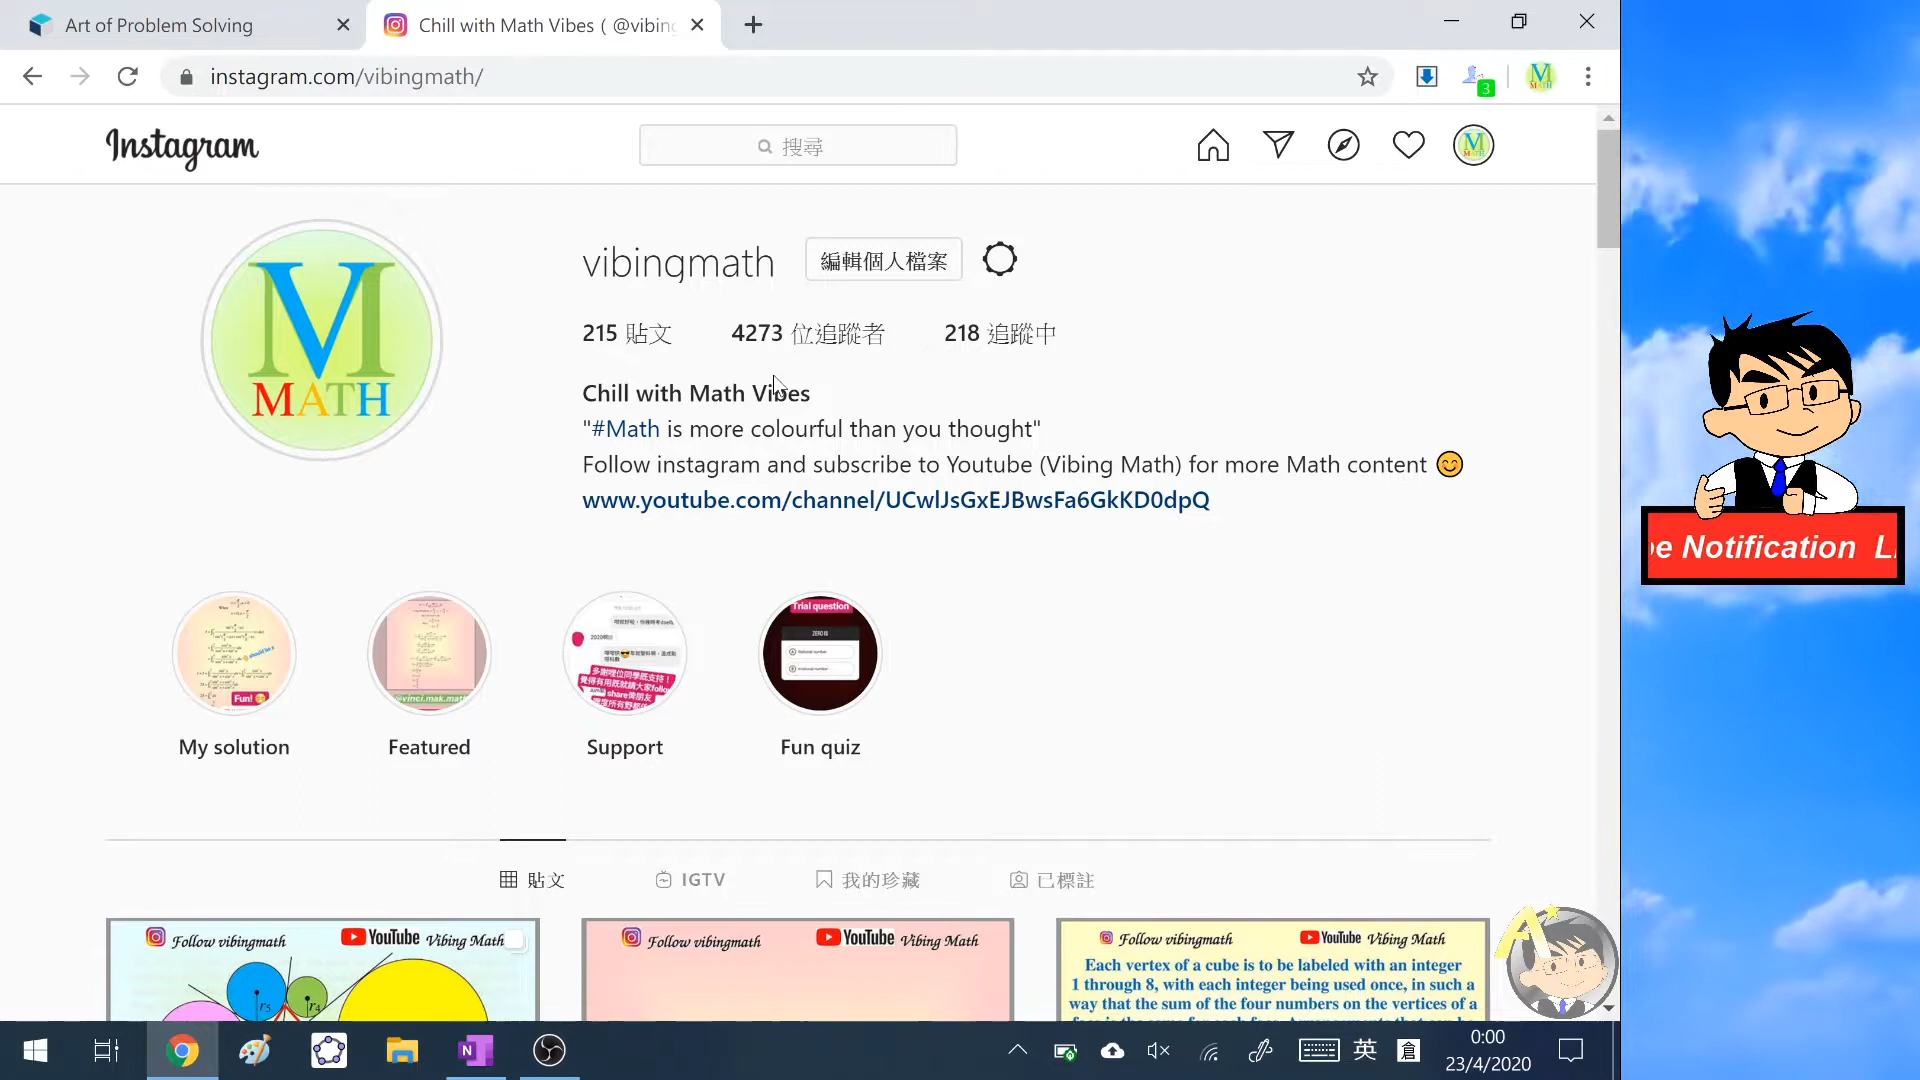 Art of Problem Solving
Chill with Math Vibes ( @vibing
instagram.com/vibingmath/
3
Instagram
搜尋
vibingmath
編輯個人檔案
215 貼文
4273 位追蹤者
218 追蹤中
Chill with Math Vibes
"#Math is more colourful than you thought"
Follow instagram and subscribe to Youtube (Vibing Math) for more Math content
www.youtube.com/channel/UCwlJsGxEJBwsFa6GkKD0dpQ
M
MATH
e Notification
Fun!
Trial question
My solution
Featured
Support
Fun quiz
貼文
IGTV
我的珍藏
已標註
Follow vibingmath
YouTube Vibing Math
Follow vibingmath
YouTube Vibing Math
Follow vibingmath
YouTube Vibing Math
Each vertex of a cube is to be labeled with an integer
1 through 8, with each integer being used once, in such a
way that the sum of the four numbers on the vertices of a
r5
r4
A+
N
英
倉
0:00
23/4/2020